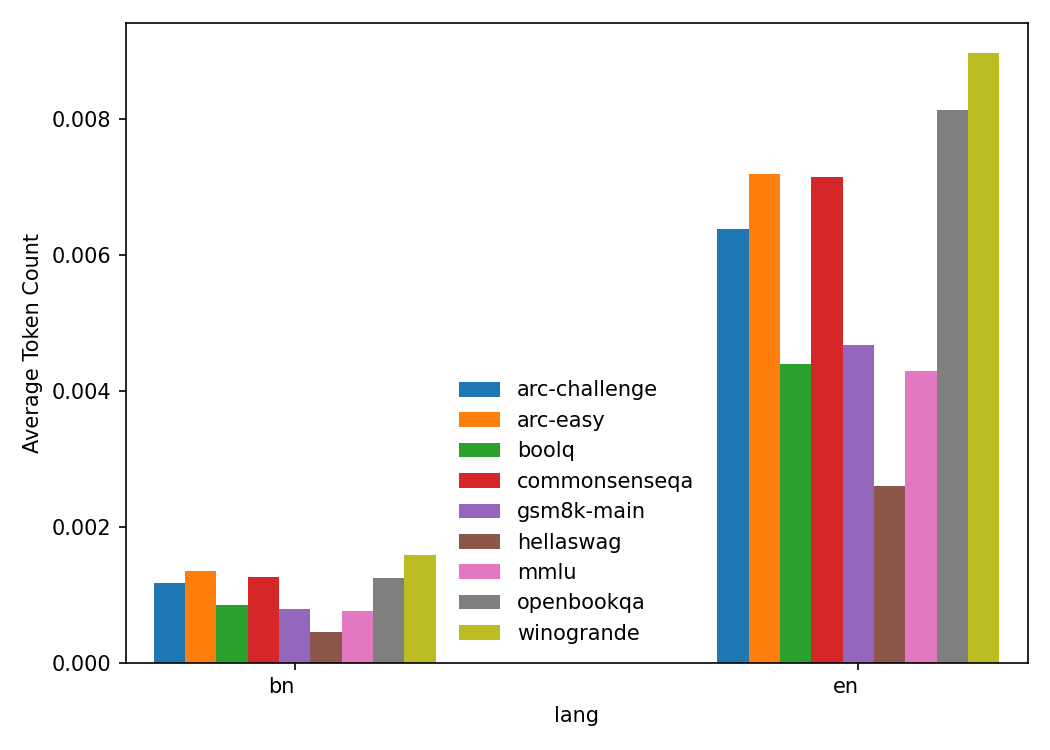 Average Token Count
0.008
0.006
0.004
0.002
0.000
arc-challenge
arc-easy
boolq
commonsenseqa
gsm8k-main
hellaswag
mmlu
openbookqa
winogrande
bn
en
lang